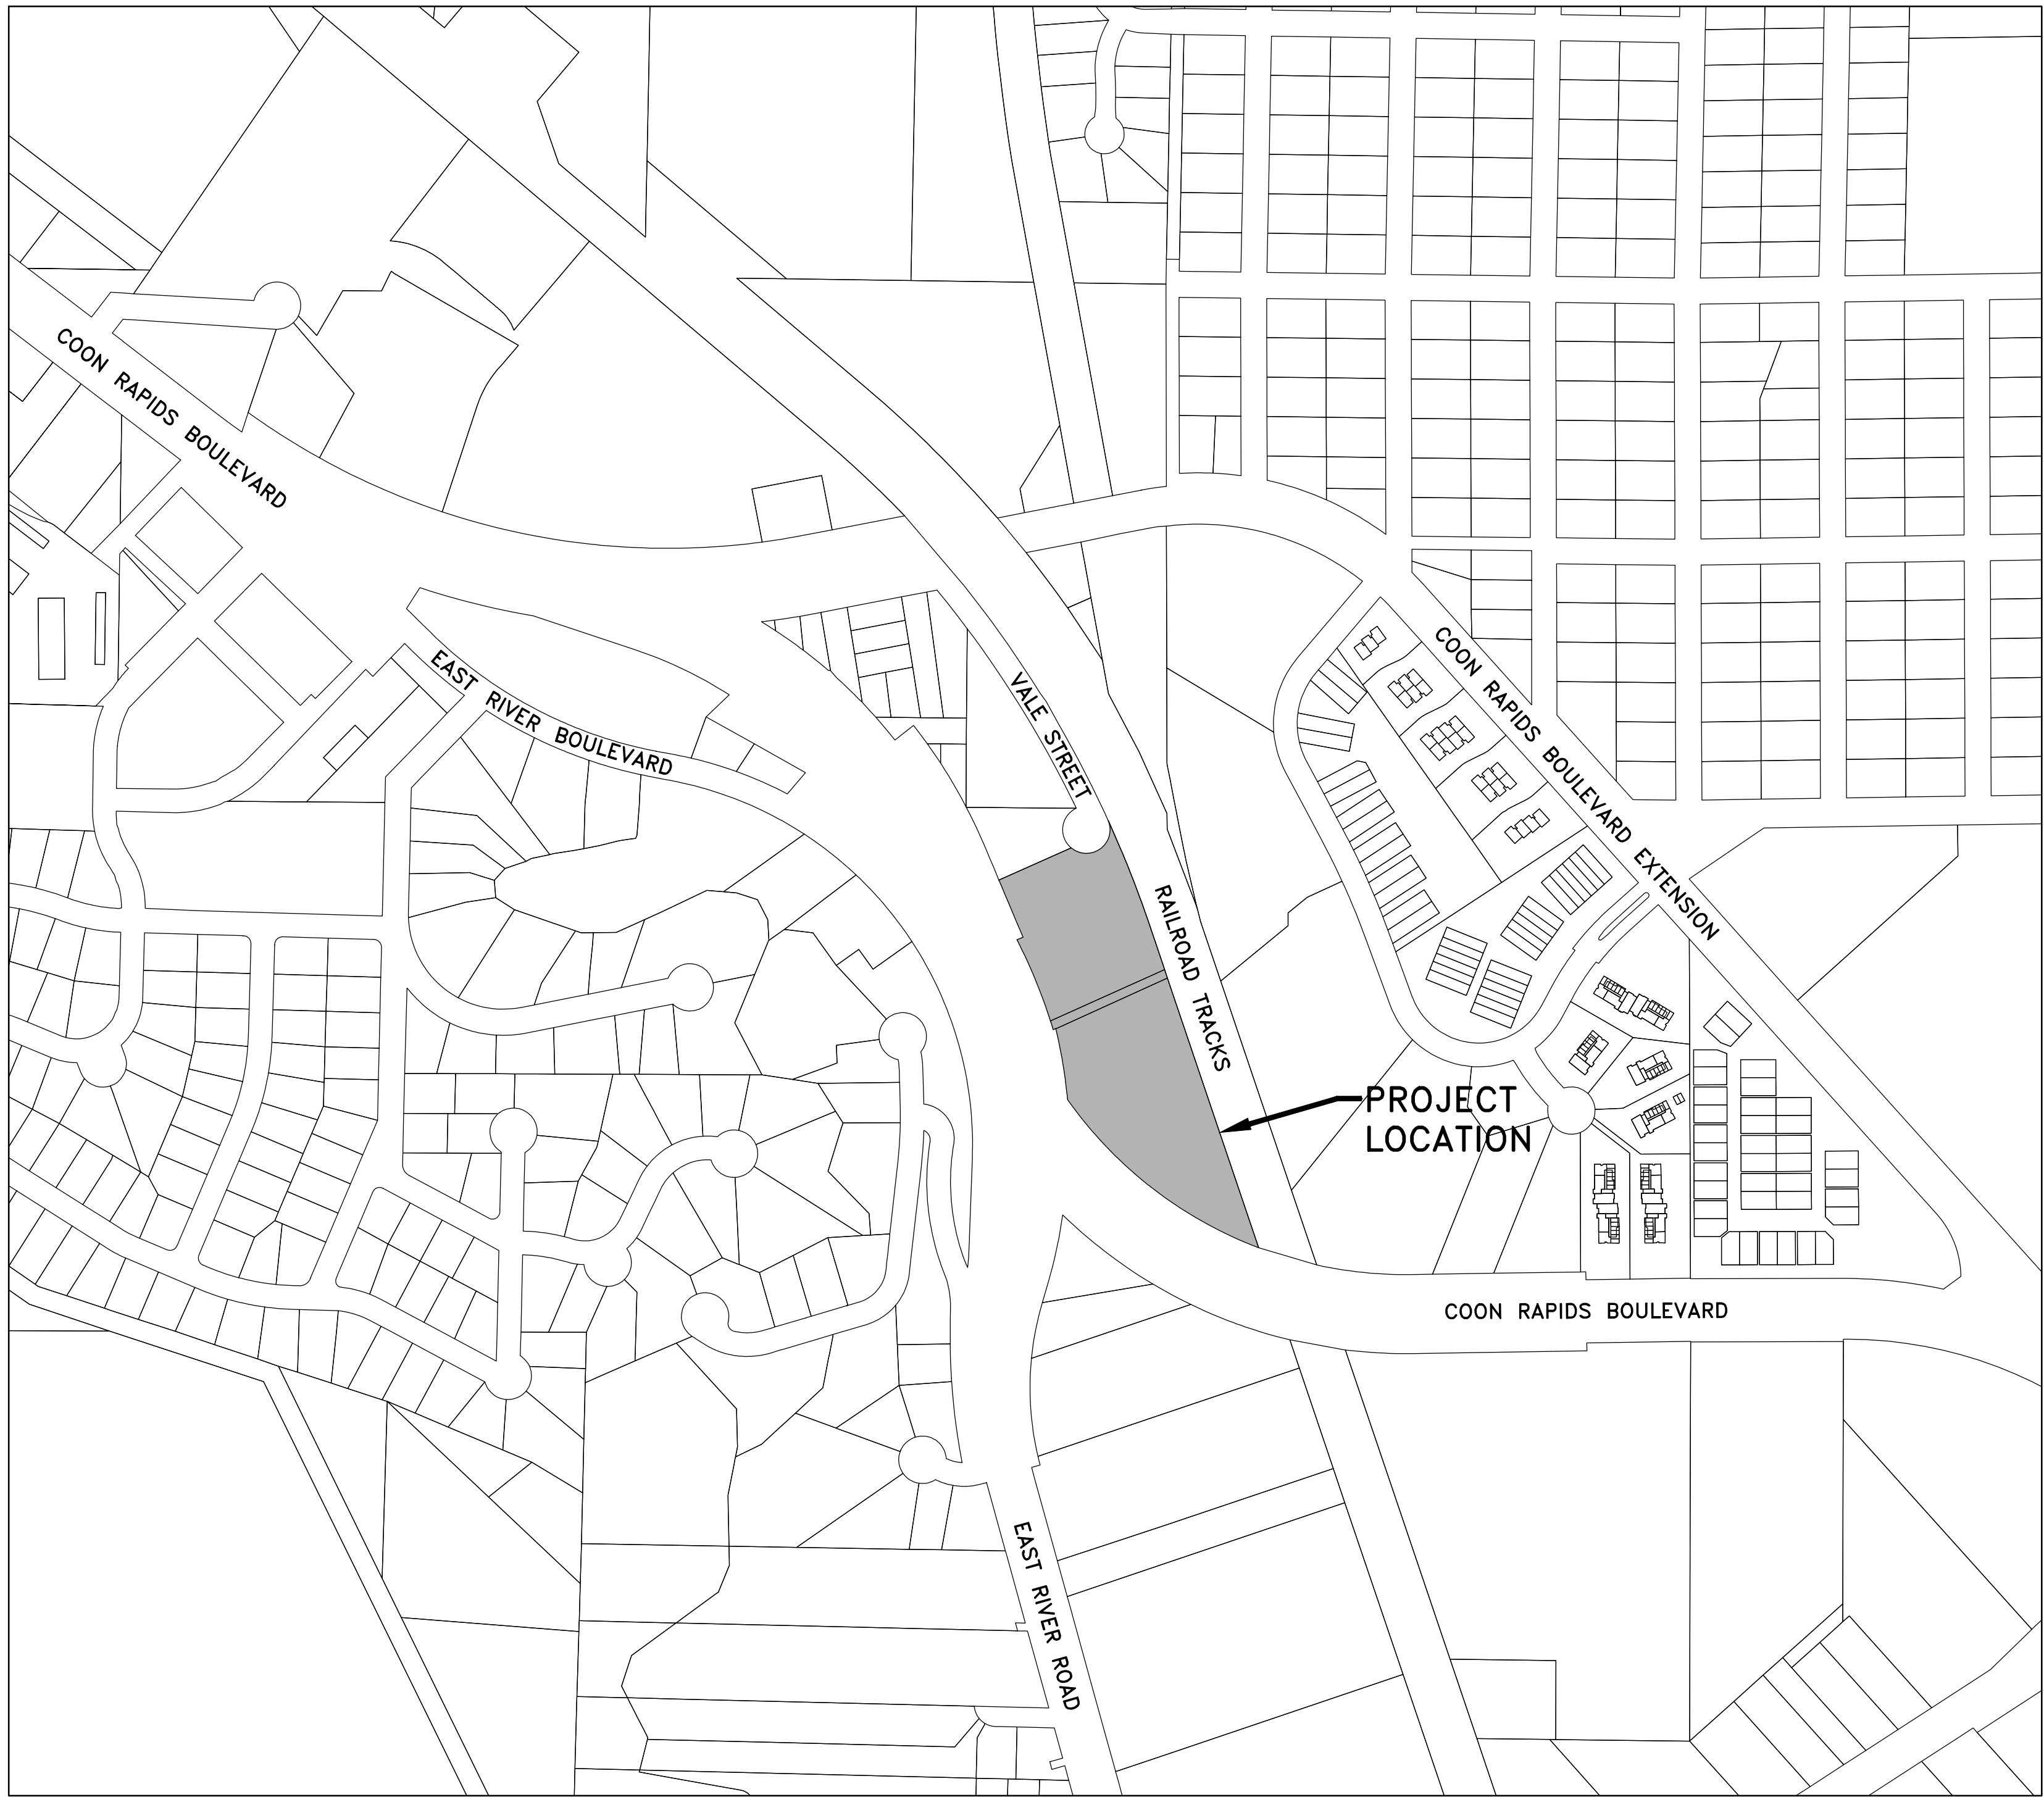 COON RAPIDS BOULEVARD
EAST RIVER BOULEVARD
VALE STREET
COON RAPIDS BOULEVARD EXTENSION
RAILROAD TRACKS
PROJECT
LOCATION
COON RAPIDS BOULEVARD
EAST RIVER ROAD